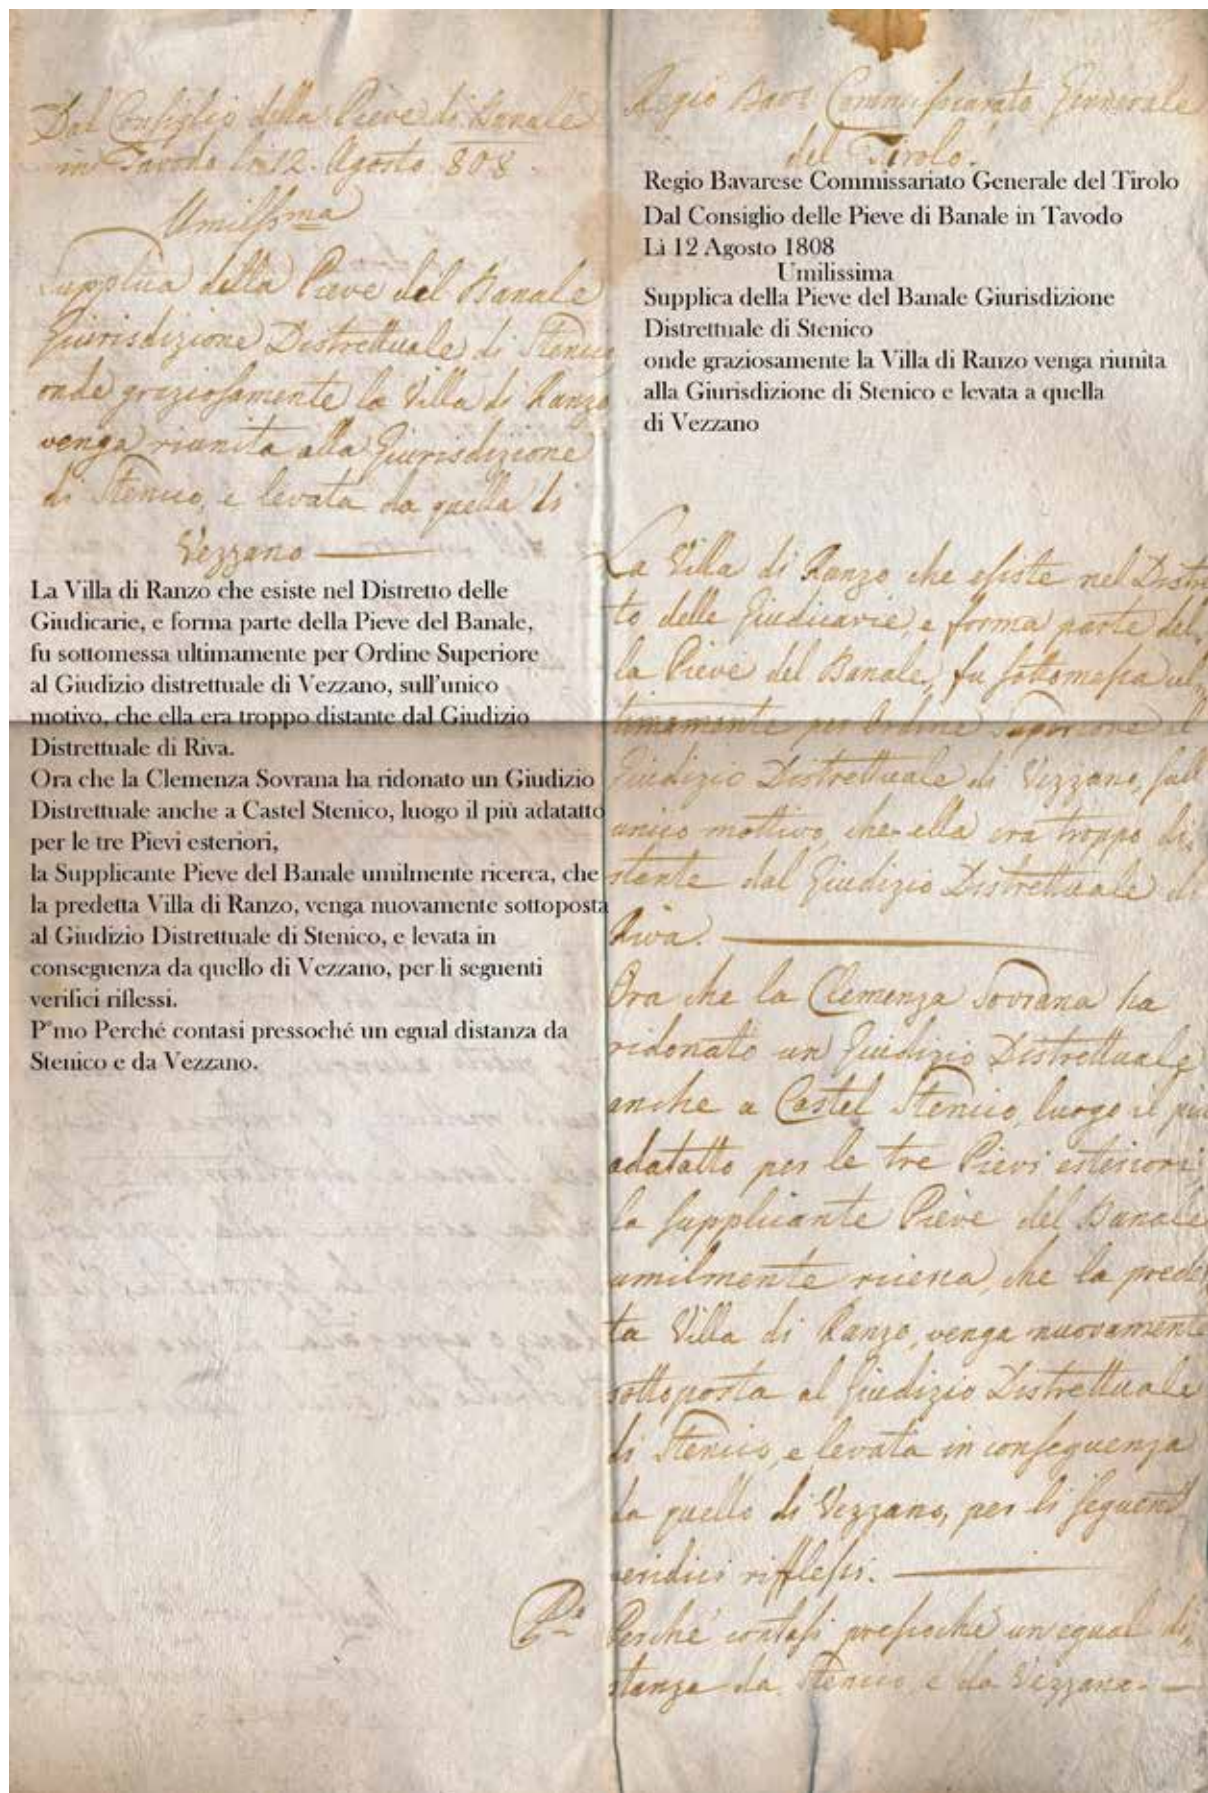 Dal Consiglio della Pieve di Banale
in Tavodo li 12. Agosto 808.
Umilssma
Supplica della Pieve del Banale
Giurisdizione Distrettuale di Stenico
onde graziosamente la Villa di Ranzo
venga riunita alla Giurisdizione
di Stenico, e levata da quella di
Vezzano
La Villa di Ranzo che esiste nel Distretto delle
Giudicarie, e forma parte della Pieve del Banale,
fu sottomessa ultimamente per Ordine Superiore
al Giudizio distrettuale di Vezzano, sull'unico
motivo, che ella era troppo distante dal Giudizio
Distrettuale di Riva.
Ora che la Clemenza Sovrana ha ridonato un Giudizio
Distrettuale anche a Castel Stenico, luogo il più adatatto
per le tre Pievi esteriori,
la Supplicante Pieve del Banale umilmente ricerca, che
la predetta Villa di Ranzo, venga nuovamente sottoposta
al Giudizio Distrettuale di Stenico, e levata in
conseguenza da quello di Vezzano, per li seguenti
verifici riflessi.
P°mo Perché contasi pressoché un egual distanza da
Stenico e da Vezzano.
Regio Bavc Commissariato Generale
del Tirolo.
Regio Bavarese Commissariato Generale del Tirolo
Dal Consiglio delle Pieve di Banale in Tavodo
Lì 12 Agosto 1808
Umilissima
Supplica della Pieve del Banale Giurisdizione
Distrettuale di Stenico
onde graziosamente la Villa di Ranzo venga riunita
alla Giurisdizione di Stenico e levata a quella
di Vezzano
La Villa di Ranzo che esiste nel Distret
to delle Giudicarie, e forma parte del,
la Pieve del Banale, fu sottomessa ul,
timamente per Ordine Superiore al
Giudizio Distrettuale di Vezzano, sull
unico mottivo, che ella era troppo di,
stante dal Giudizio Distrettuale di
Riva.
Ora che la Clemenza Sovrana ha
ridonato un Giudizio Distrettuale
anche a Castel Stenico, luogo il più
adatatto per le tre Pievi esteriori,
la supplicante Pieve del Banale
umilmente ricerca, che la predet,
ta Villa di Ranzo, venga nuovamente
sottoposta al Giudizio Distrettuale
di Stenico, e levata in conseguenza
da quello di Vezzano, per li seguenti
veridici rifflessi.
P° Perché contasi pressoché un egual di,
stanza da Stenico, e da Vezzano.